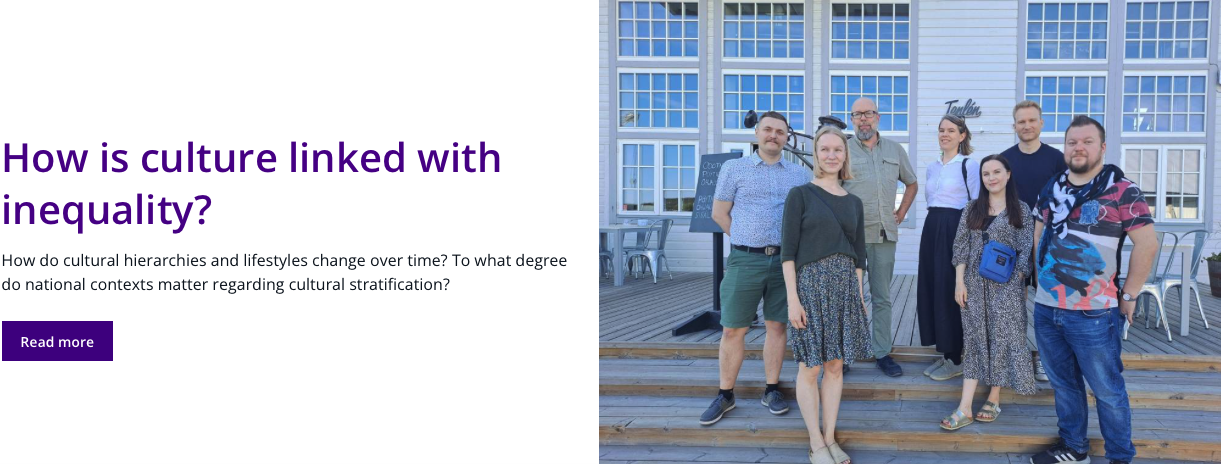 How is culture linked with
inequality?
How do cultural hierarchies and lifestyles change over time? To what degree
do national contexts matter regarding cultural stratification?
Read more